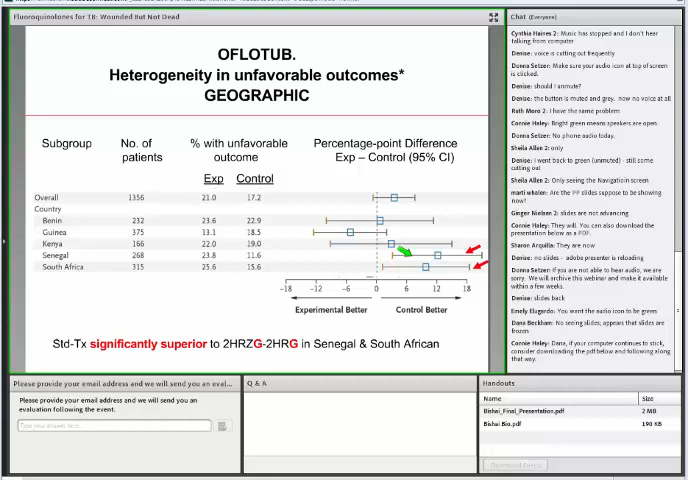 Fluoroquinolones for TB: Wounded But Not Dead
OFLOTUB.
Heterogeneity in unfavorable outcomes*
GEOGRAPHIC
Subgroup No. of patients % with unfavorable outcome Percentage-point Difference
Exp – Control (95% CI)
Exp Control
Overall 1356 21.0 17.2
Country
Benin 232 23.6 22.9
Guinea 375 13.1 18.5
Kenya 166 22.0 19.0
Senegal 268 23.8 11.6
South Africa 315 25.6 15.6
-18 -12 -6 0 6 12 18
Experimental Better Control Better
Std-Tx significantly superior to 2HRZG-2HRG in Senegal & South African
Chat (Everyone)
Cynthia Haines 2: Music has stopped and I don't hear
talking from computer
Denise: voice is cutting out frequently
Donna Setzer: Make sure your audio icon at top of screen
is clicked.
Denise: should I unmute?
Denise: the button is muted and grey. now no voice at all
Ruth Moro 2: I have the same problem
Connie Haley: Bright green means speakers are open
Donna Setzer: No phone audio today.
Sheila Allen 2: only
Denise: I went back to green (unmuted) - still some
cutting out
Sheila Allen 2: Only seeing the Navigatioin screen
marti whalen: Are the PP slides suppose to be showing
now?
Ginger Nielsen 2: slides are not advancing
Connie Haley: They will. You can also download the
presentation below as a PDF.
Sharon Arquilla: They are now
Denise: no slides - adobe presenter is reloading
Donna Setzer: If you are not able to hear audio, we are
sorry. We will archive this webinar and make it available
within a few weeks.
Denise: slides back
Emely Elugardo: You want the audio icon to be green
Dana Beckham: No seeing slides; appears that slides are
frozen
Connie Haley: Dana, if your computer continues to stick,
consider downloading the pdf below and following along
that way.
Please provide your email address and we will send you an eval...
Please provide your email address and we will send you an
evaluation following the event.
Type your answer here...
Q & A
Handouts
Name Size
Bishai_Final_Presentation.pdf 2 MB
Bishai Bio.pdf 190 KB